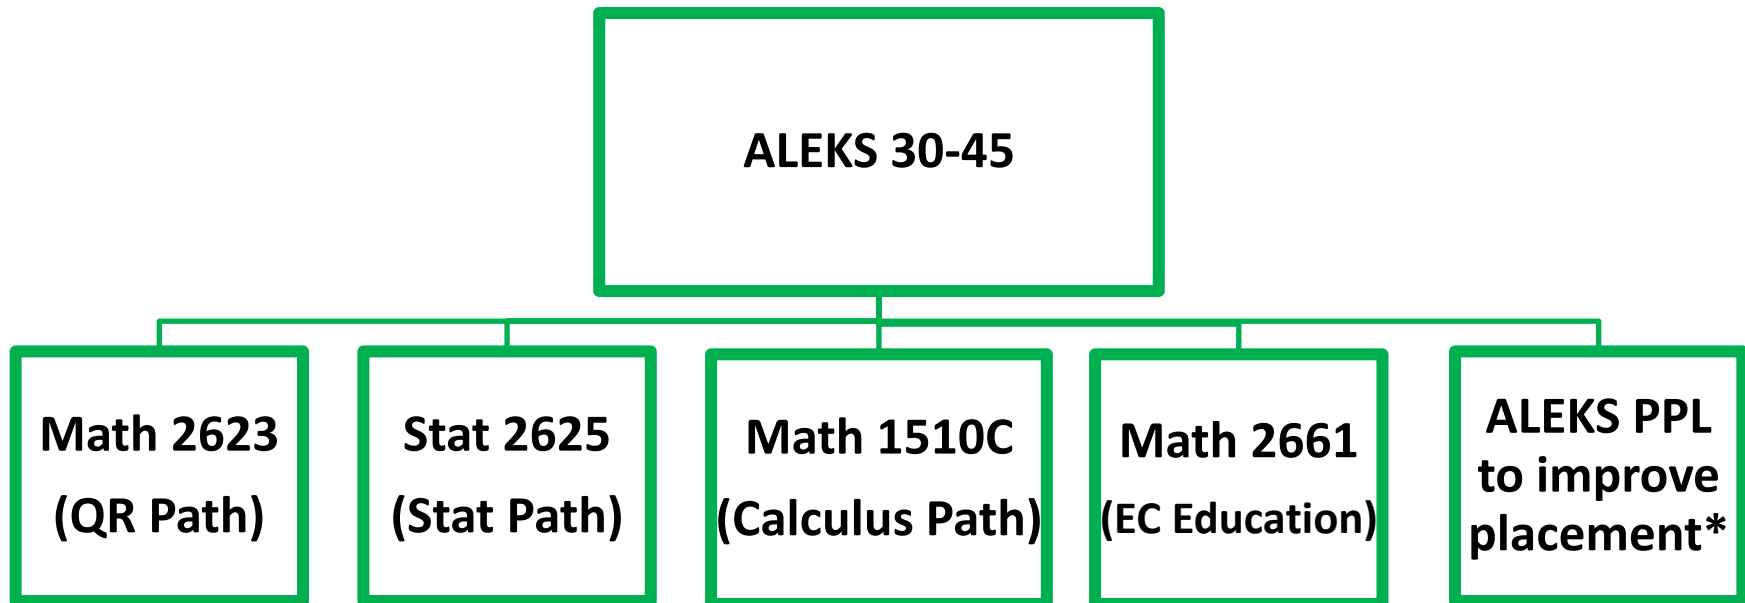 ALEKS 30-45
Math 2623
(QR Path)
Stat 2625
(Stat Path)
Math 1510C
(Calculus Path)
Math 2661
(EC Education)
ALEKS PPL
to improve
placement*